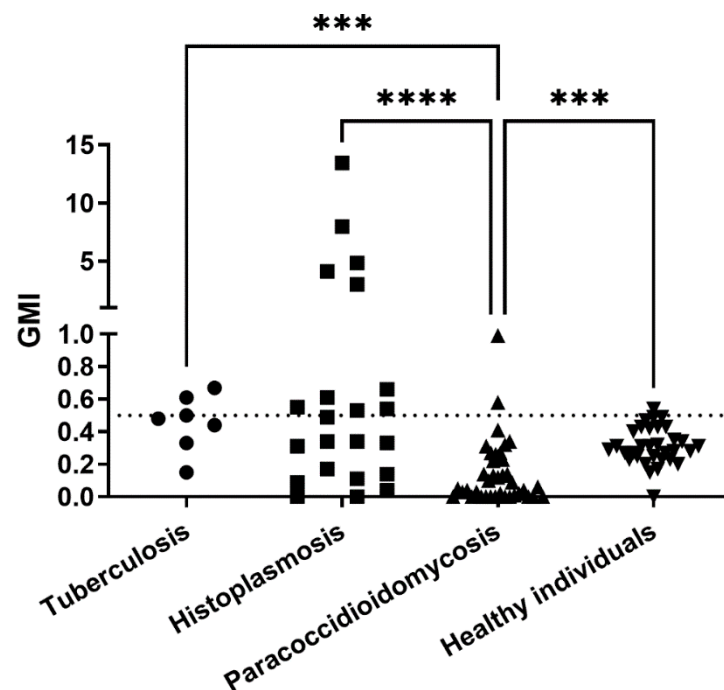 ***
**** ***
15
10
5
GMI
1.0
0.8
0.6
0.4
0.2
0.0
Tuberculosis
Histoplasmosis
Paracoccidioidomycosis
Healthy individuals